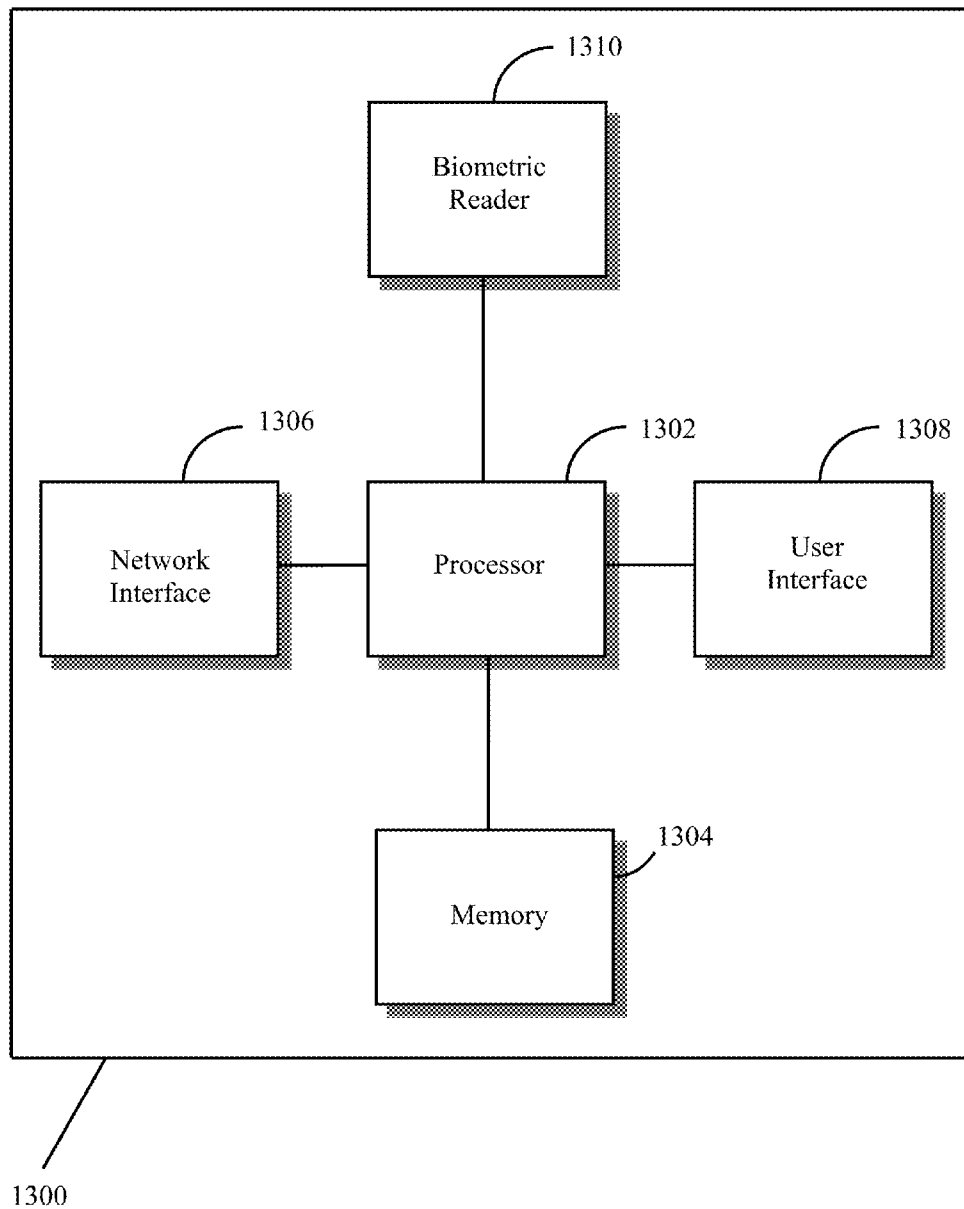 1310
Biometric
Reader
1306
1302
1308
Network
Interface
Processor
User
Interface
1304
Memory
1300